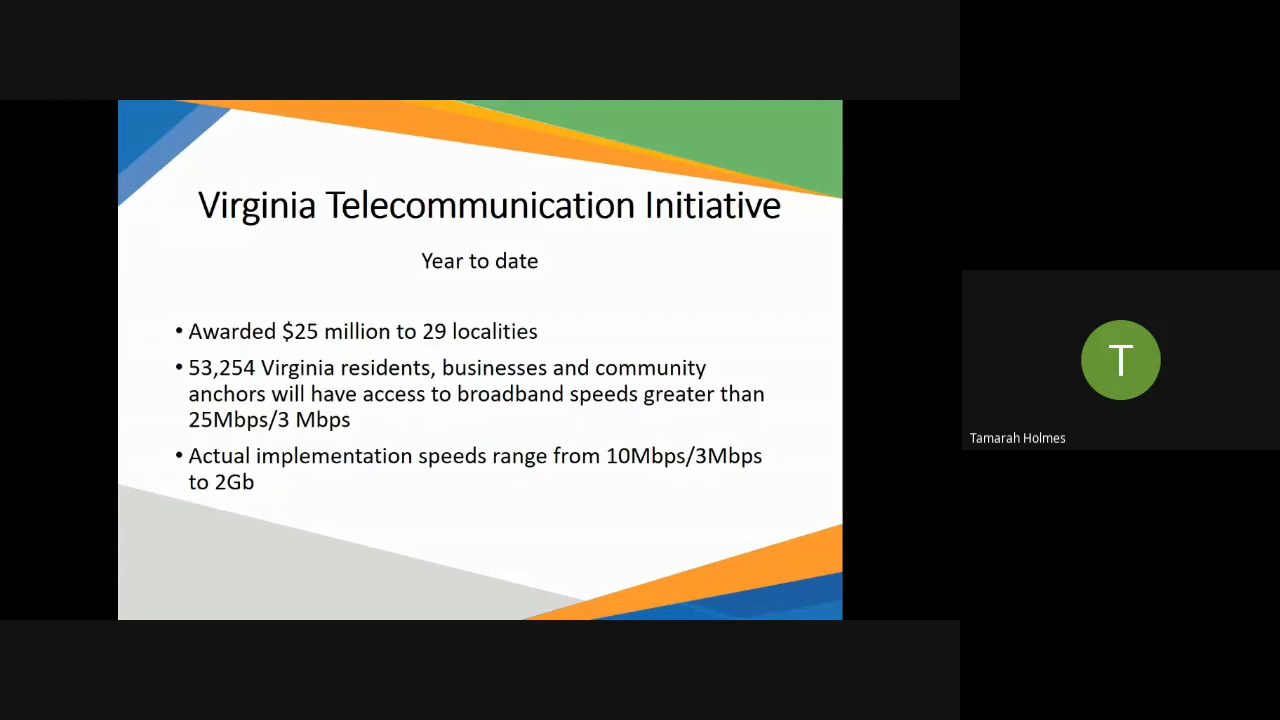 Virginia Telecommunication Initiative
Year to date
• Awarded $25 million to 29 localities
• 53,254 Virginia residents, businesses and community
anchors will have access to broadband speeds greater than
25Mbps/3 Mbps
• Actual implementation speeds range from 10Mbps/3Mbps
to 2Gb
T
Tamarah Holmes